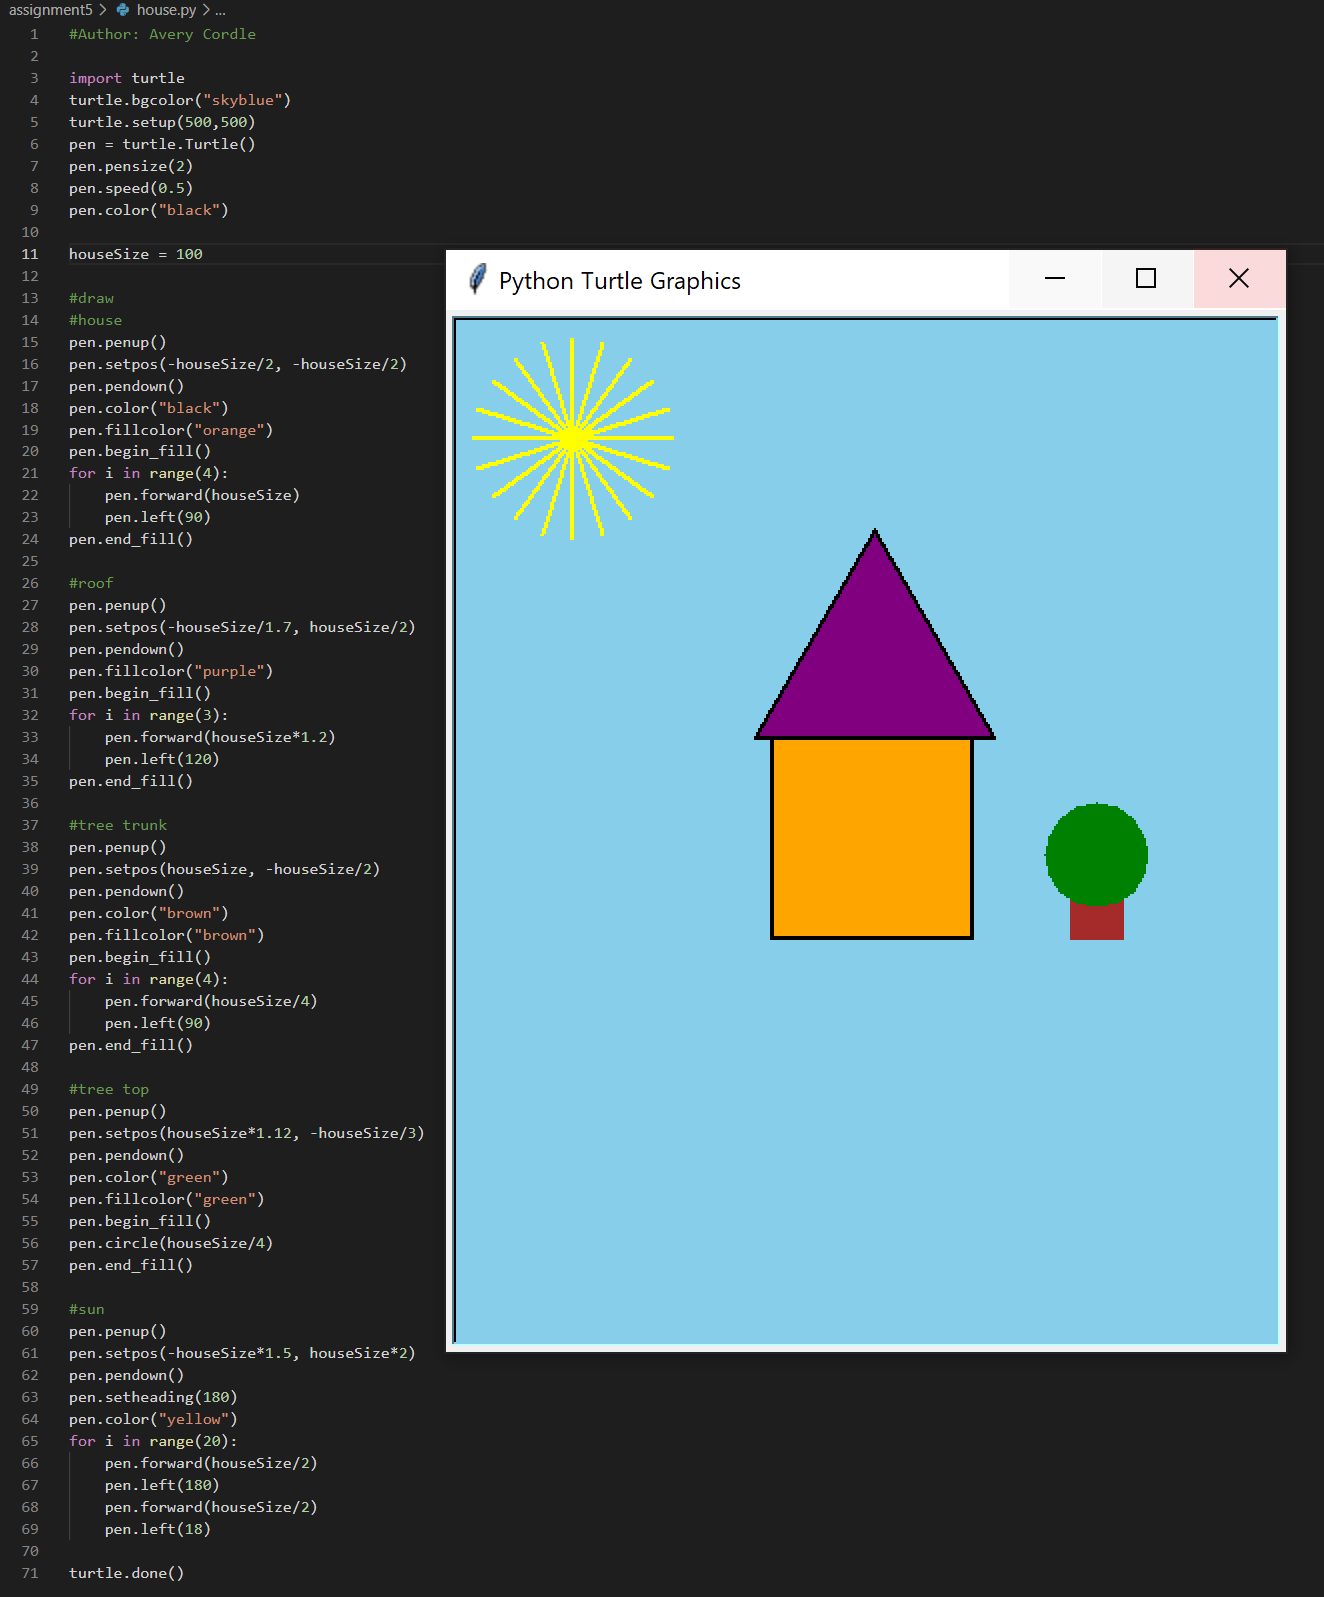 assignment5 > house.py > ...
1 #Author: Avery Cordle
2
3 import turtle
4 turtle.bgcolor("skyblue")
5 turtle.setup(500,500)
6 pen = turtle.Turtle()
7 pen.pensize(2)
8 pen.speed(0.5)
9 pen.color("black")
10
11 houseSize = 100
12
13 #draw
14 #house
15 pen.penup()
16 pen.setpos(-houseSize/2, -houseSize/2)
17 pen.pendown()
18 pen.color("black")
19 pen.fillcolor("orange")
20 pen.begin_fill()
21 for i in range(4):
22     pen.forward(houseSize)
23     pen.left(90)
24 pen.end_fill()
25
26 #roof
27 pen.penup()
28 pen.setpos(-houseSize/1.7, houseSize/2)
29 pen.pendown()
30 pen.fillcolor("purple")
31 pen.begin_fill()
32 for i in range(3):
33     pen.forward(houseSize*1.2)
34     pen.left(120)
35 pen.end_fill()
36
37 #tree trunk
38 pen.penup()
39 pen.setpos(houseSize, -houseSize/2)
40 pen.pendown()
41 pen.color("brown")
42 pen.fillcolor("brown")
43 pen.begin_fill()
44 for i in range(4):
45     pen.forward(houseSize/4)
46     pen.left(90)
47 pen.end_fill()
48
49 #tree top
50 pen.penup()
51 pen.setpos(houseSize*1.12, -houseSize/3)
52 pen.pendown()
53 pen.color("green")
54 pen.fillcolor("green")
55 pen.begin_fill()
56 pen.circle(houseSize/4)
57 pen.end_fill()
58
59 #sun
60 pen.penup()
61 pen.setpos(-houseSize*1.5, houseSize*2)
62 pen.pendown()
63 pen.setheading(180)
64 pen.color("yellow")
65 for i in range(20):
66     pen.forward(houseSize/2)
67     pen.left(180)
68     pen.forward(houseSize/2)
69     pen.left(18)
70
71 turtle.done()
Python Turtle Graphics